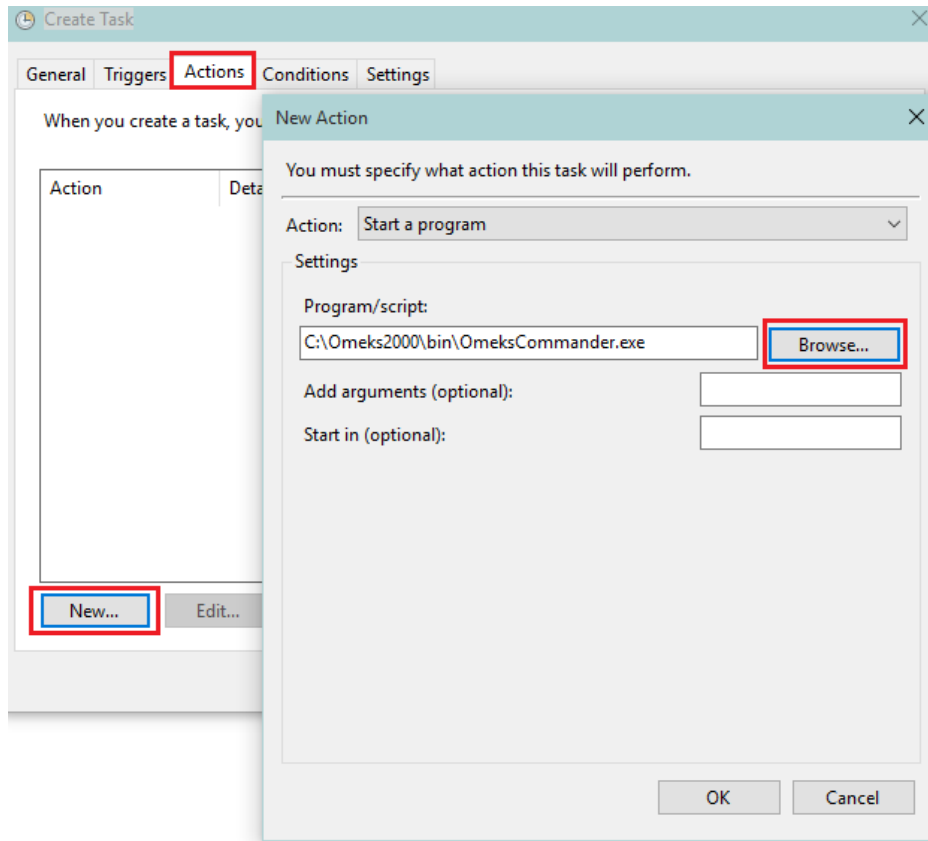 Create Task
General Triggers Actions Conditions Settings
When you create a task, you
Action Deta
New... Edit...
New Action
You must specify what action this task will perform.
Action: Start a program
Settings
Program/script:
C:\Omeks2000\bin\OmeksCommander.exe Browse...
Add arguments (optional):
Start in (optional):
OK Cancel